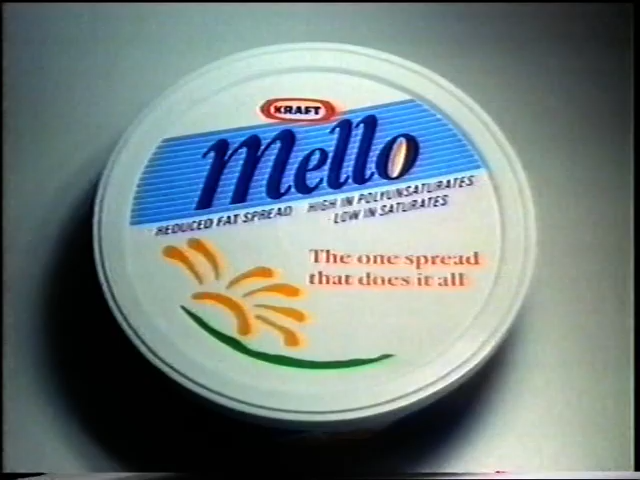 KRAFT
Mello
REDUCED FAT SPREAD
HIGH IN POLYUNSATURATES
LOW IN SATURATES
The one spread
that does it all